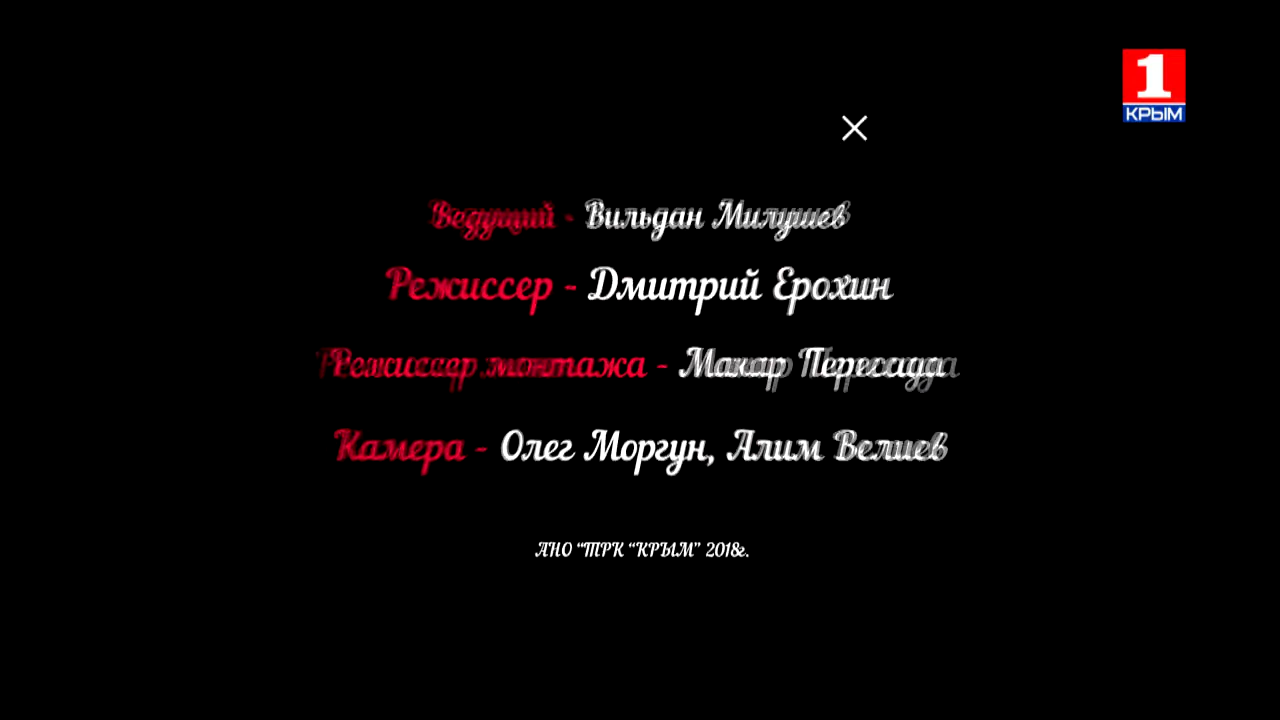 1
КРЫМ
Ведущий - Вильдан Милушев
Режиссер - Дмитрий Ерохин
Режиссер монтажа - Макар Пересада
Камера - Олег Моргун, Алим Велиев
АНО “ТРК “КРЫМ” 2018г.